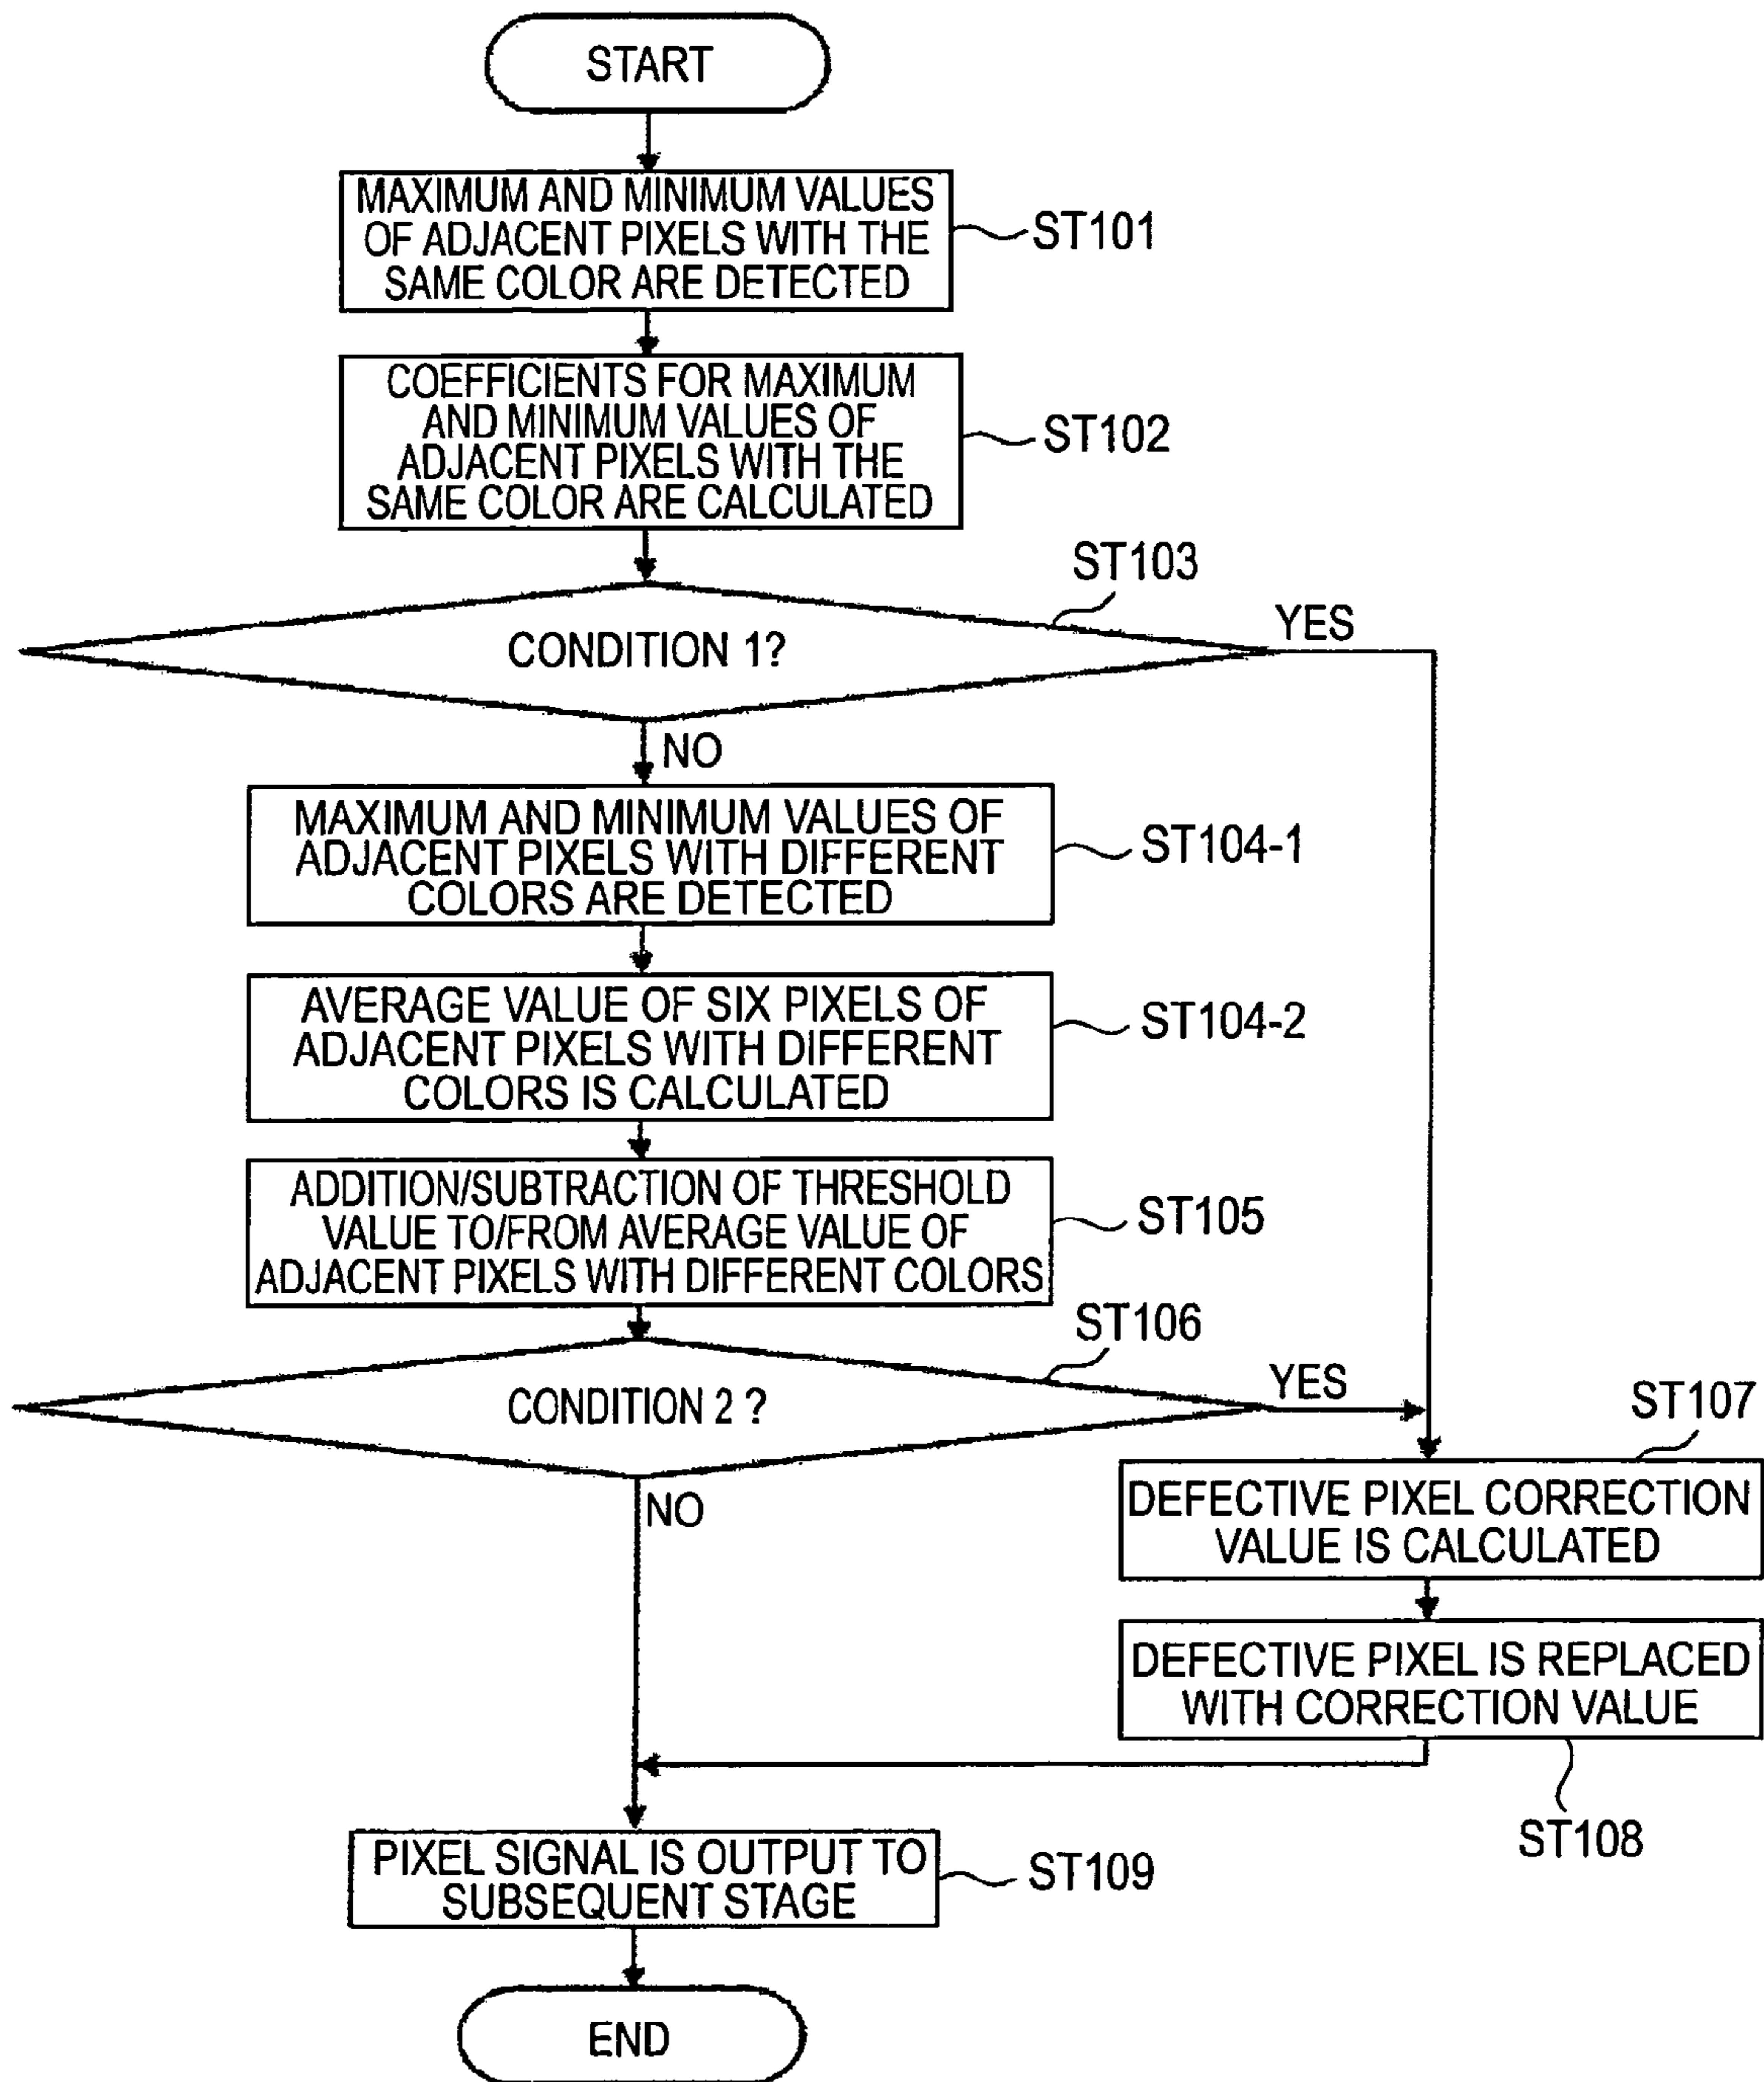 START
MAXIMUM AND MINIMUM VALUES
OF ADJACENT PIXELS WITH THE
SAME COLOR ARE DETECTED
ST101
COEFFICIENTS FOR MAXIMUM
AND MINIMUM VALUES OF
ADJACENT PIXELS WITH THE
SAME COLOR ARE CALCULATED
ST102
ST103
CONDITION 1?
YES
NO
MAXIMUM AND MINIMUM VALUES OF
ADJACENT PIXELS WITH DIFFERENT
COLORS ARE DETECTED
ST104-1
AVERAGE VALUE OF SIX PIXELS OF
ADJACENT PIXELS WITH DIFFERENT
COLORS IS CALCULATED
ST104-2
ADDITION/SUBTRACTION OF THRESHOLD
VALUE TO/FROM AVERAGE VALUE OF
ADJACENT PIXELS WITH DIFFERENT COLORS
ST105
ST106
CONDITION 2 ?
YES
NO
ST107
DEFECTIVE PIXEL CORRECTION
VALUE IS CALCULATED
DEFECTIVE PIXEL IS REPLACED
WITH CORRECTION VALUE
ST108
PIXEL SIGNAL IS OUTPUT TO
SUBSEQUENT STAGE
ST109
END